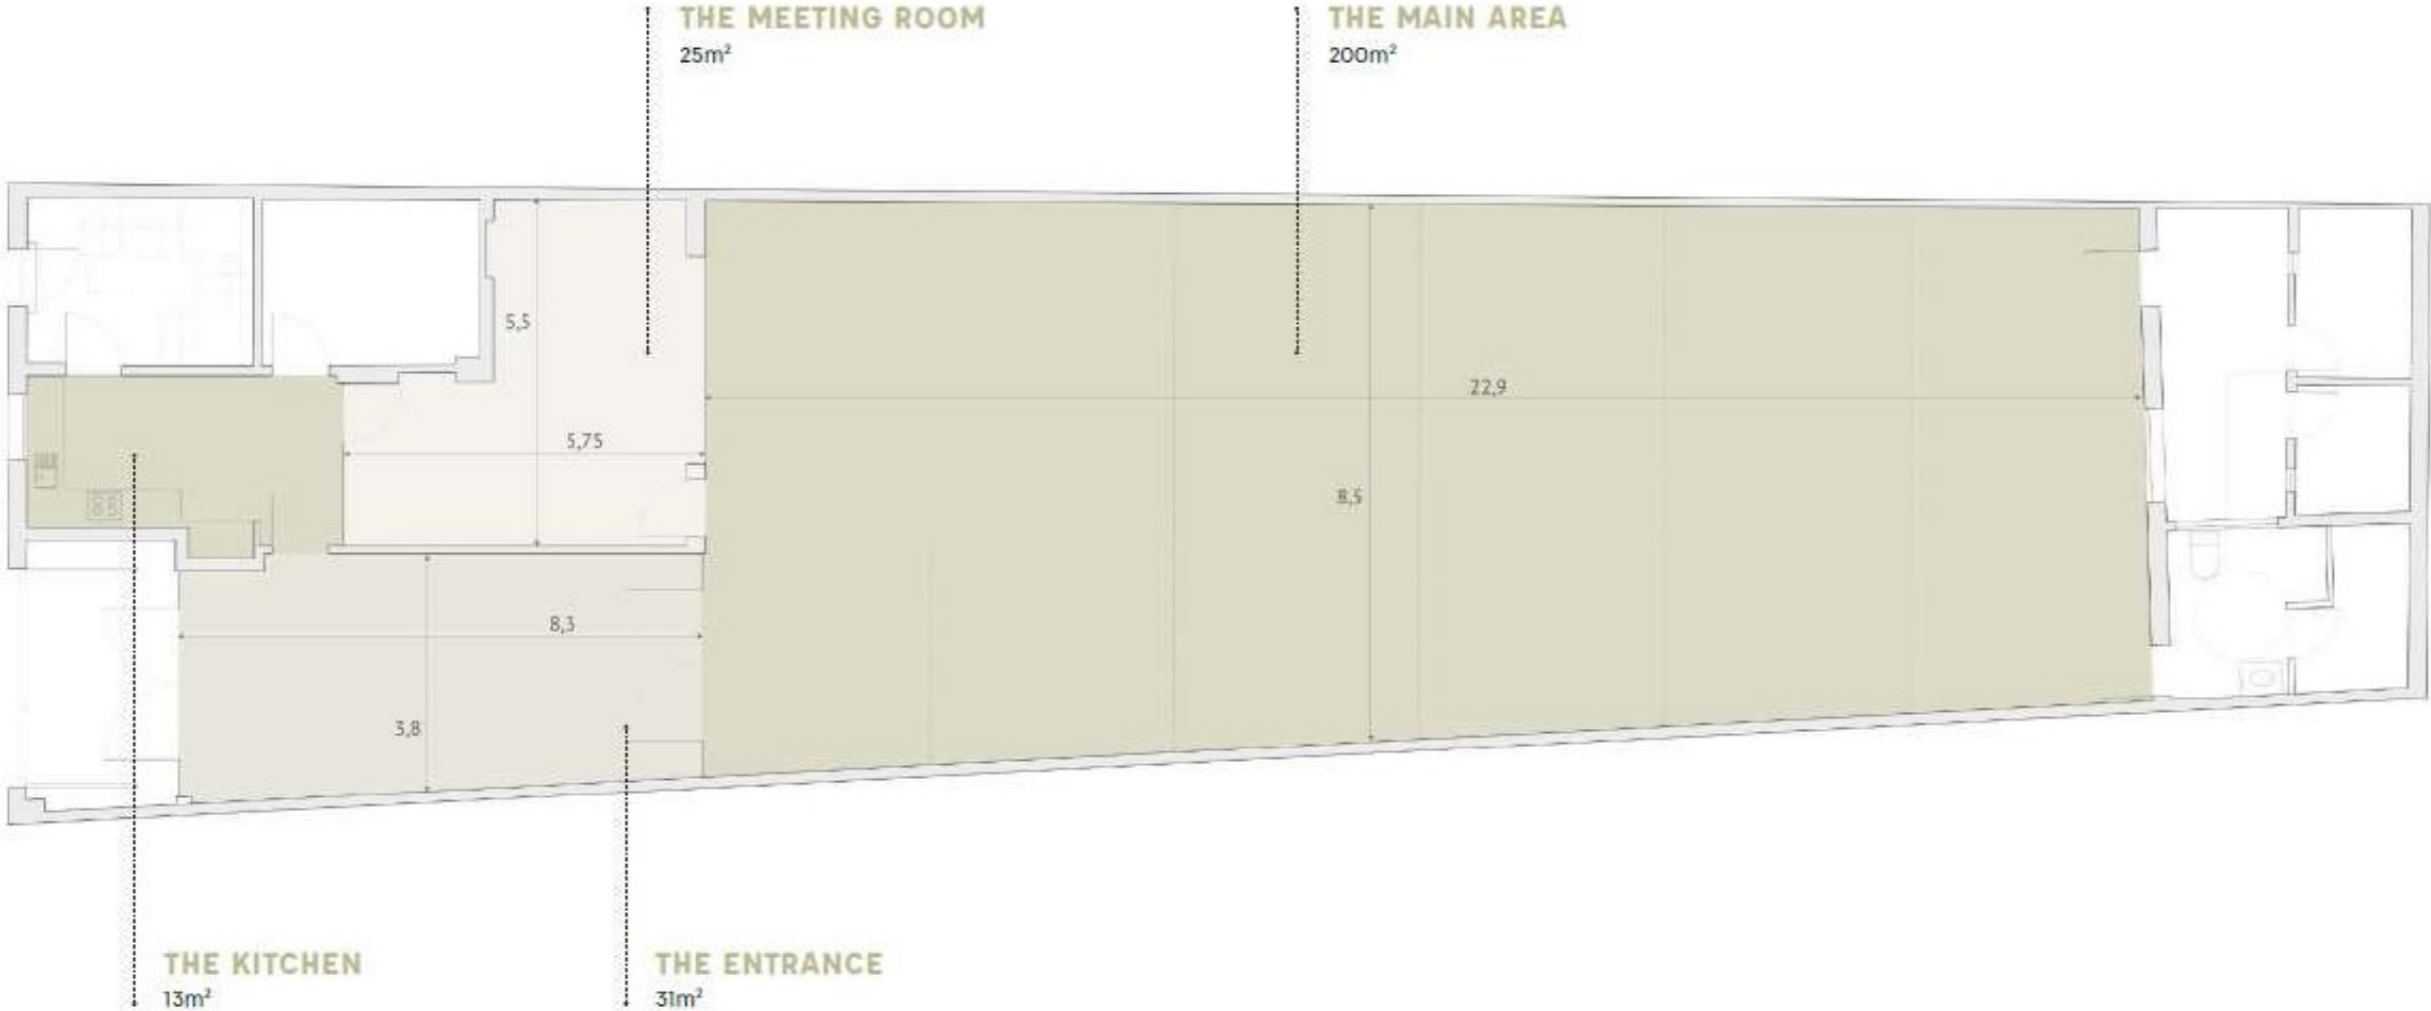 THE MEETING ROOM
25m²
THE MAIN AREA
200m²
5,5
22,9
5,75
8,5
8,3
3,8
THE KITCHEN
13m²
THE ENTRANCE
31m²